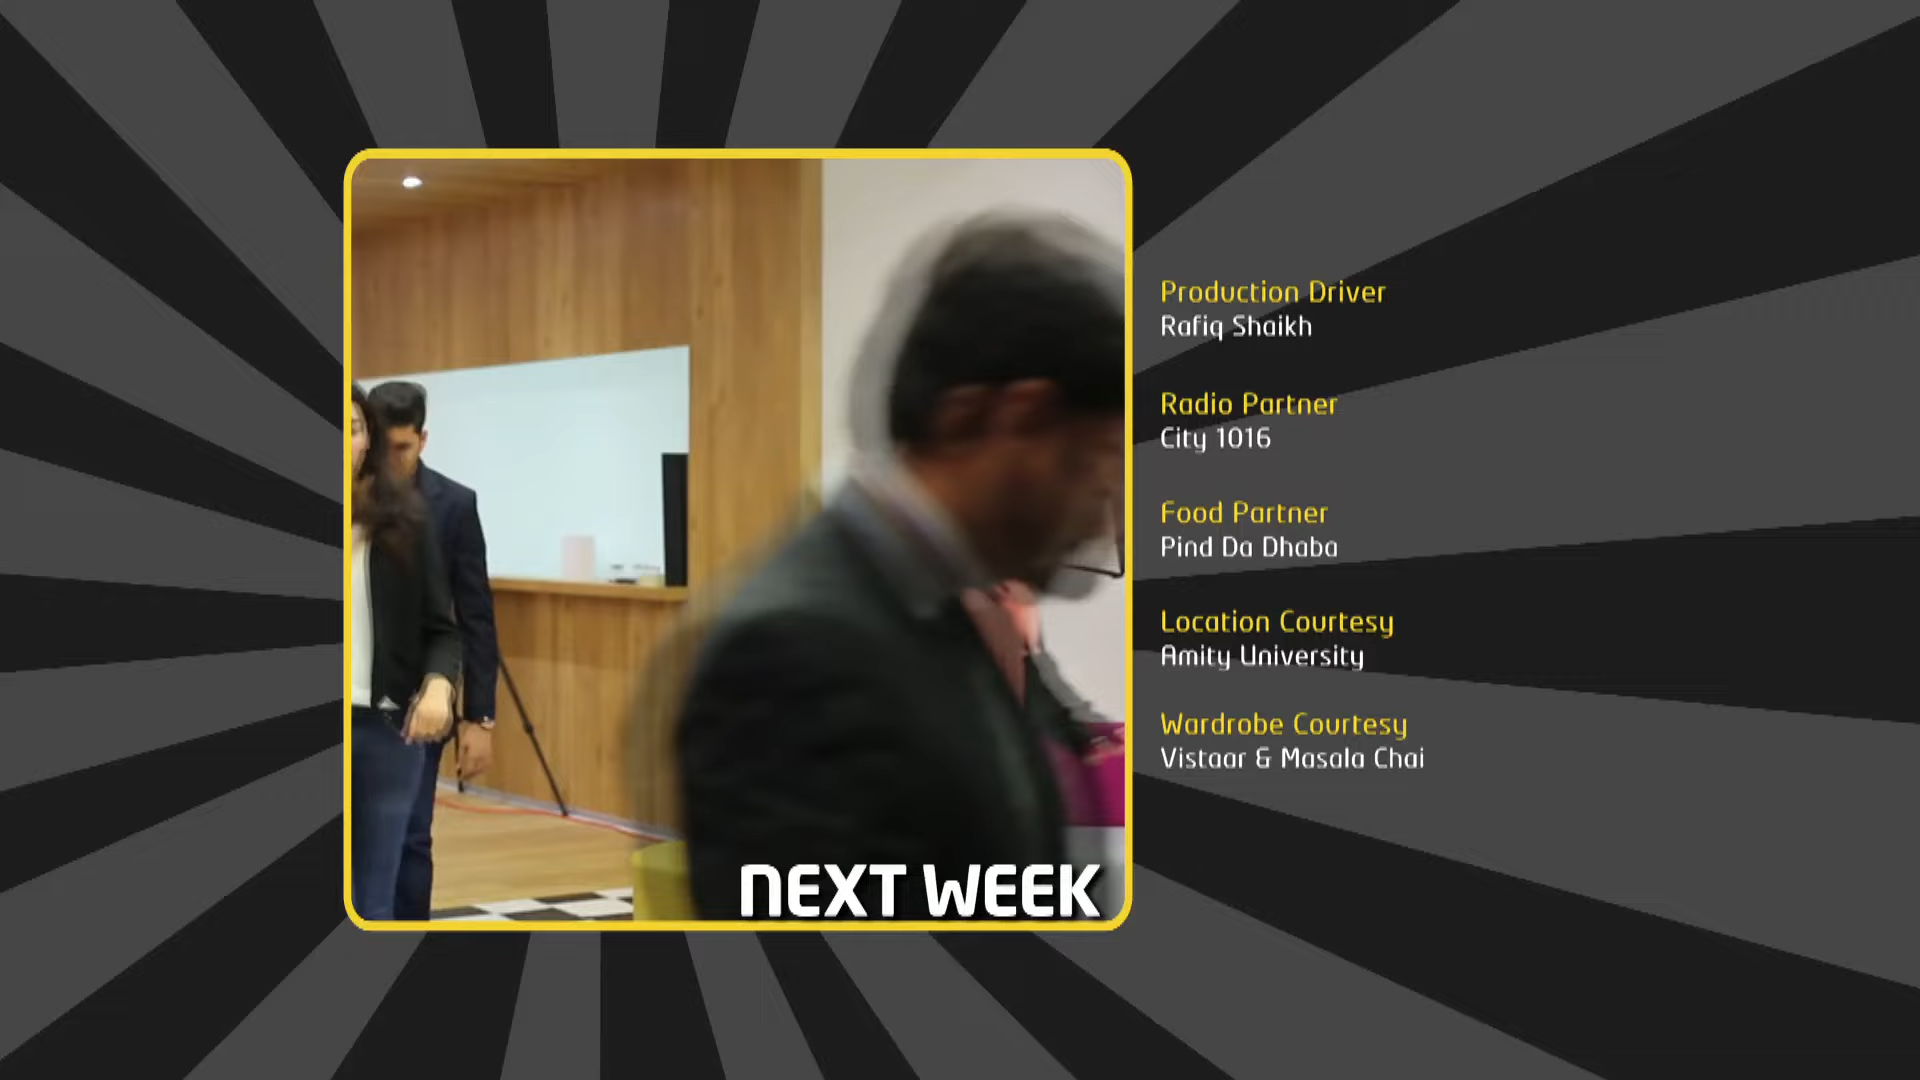 Production Driver
Rafiq Shaikh
Radio Partner
City 1016
Food Partner
Pind Da Dhaba
Location Courtesy
Amity University
Wardrobe Courtesy
Vistaar & Masala Chai
NEXT WEEK